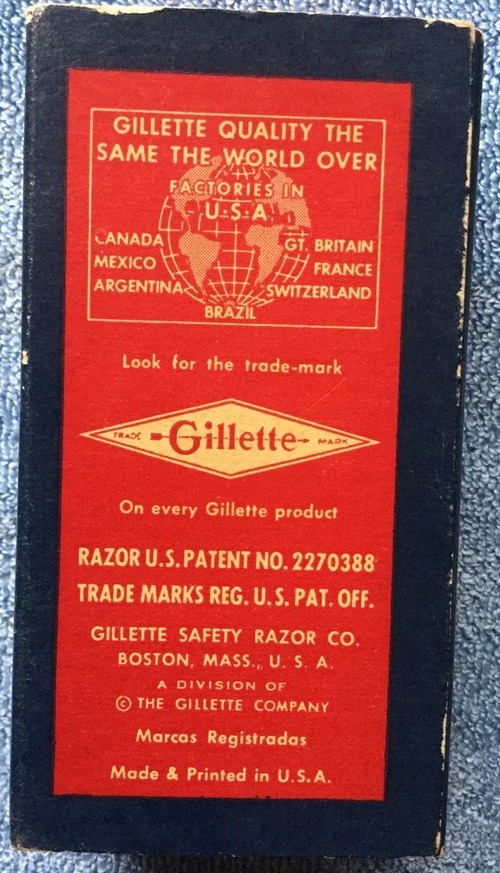 GILLETTE QUALITY THE
SAME THE WORLD OVER
FACTORIES IN
U·S·A
CANADA
GT. BRITAIN
MEXICO
FRANCE
ARGENTINA
SWITZERLAND
BRAZIL
Look for the trade-mark
TRADE Gillette MARK
On every Gillette product
RAZOR U.S. PATENT NO. 2270388
TRADE MARKS REG. U. S. PAT. OFF.
GILLETTE SAFETY RAZOR CO.
BOSTON, MASS., U. S. A.
A DIVISION OF
© THE GILLETTE COMPANY
Marcas Registradas
Made & Printed in U.S.A.